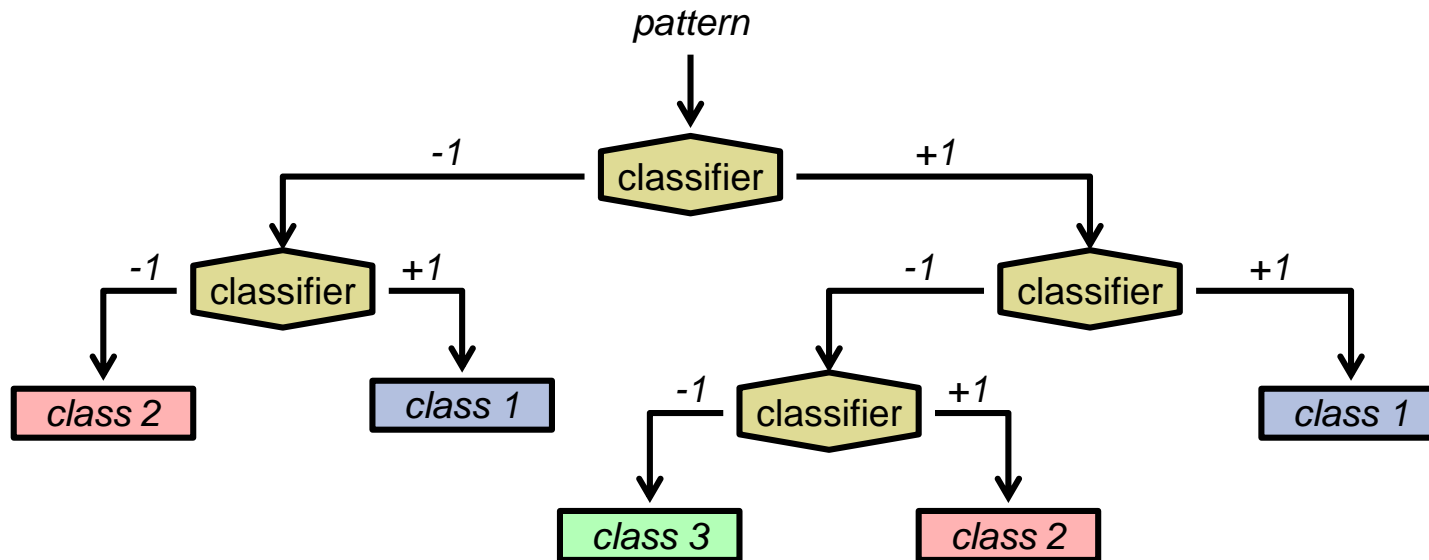 pattern
-1
+1
classifier
-1
+1
-1
+1
classifier
classifier
-1
+1
class 2
class 1
classifier
class 1
class 3
class 2